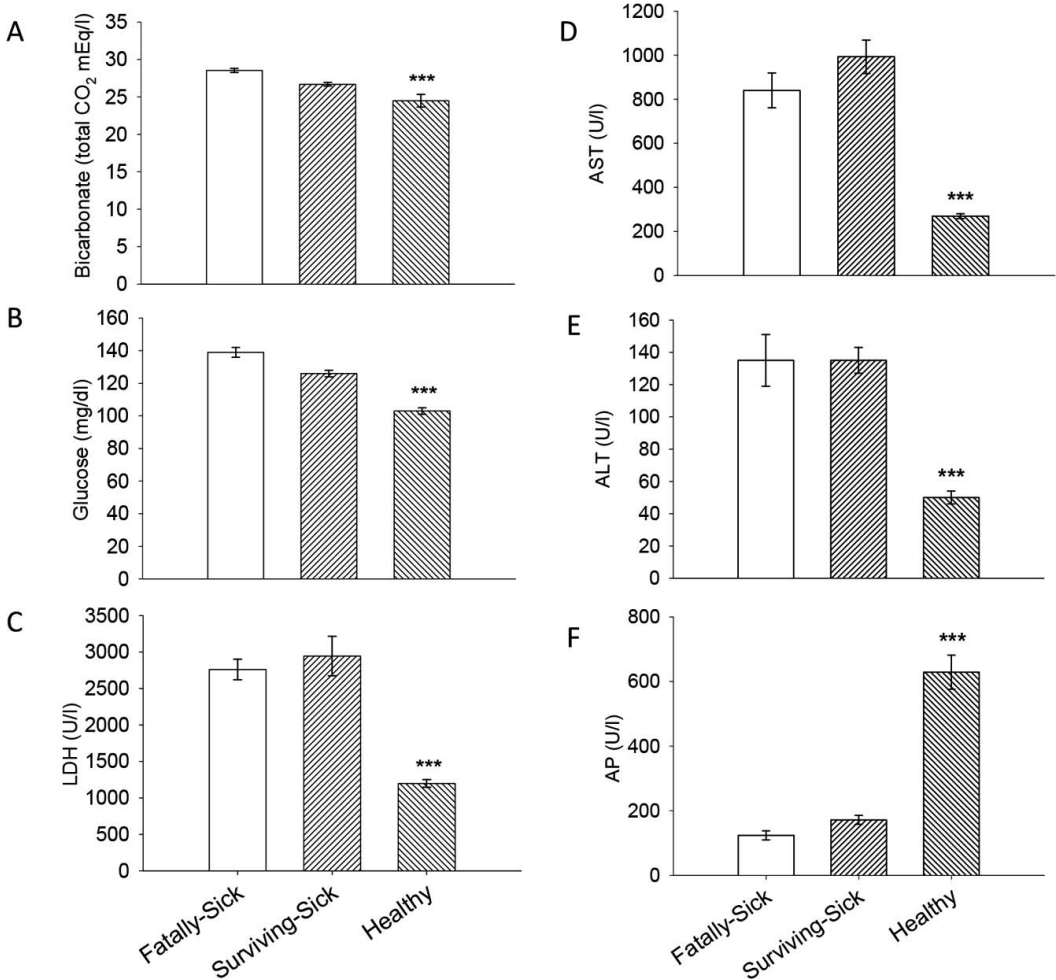 A
Bicarbonate (total CO₂ mEq/l)
35
30
25
20
15
10
5
0
***
B
Glucose (mg/dl)
160
140
120
100
80
60
40
20
0
***
C
LDH (U/l)
3500
3000
2500
2000
1500
1000
500
0
***
Fatally-Sick
Surviving-Sick
Healthy
D
AST (U/l)
1200
1000
800
600
400
200
0
***
E
ALT (U/l)
160
140
120
100
80
60
40
20
0
***
F
AP (U/l)
800
600
400
200
0
***
Fatally-Sick
Surviving-Sick
Healthy